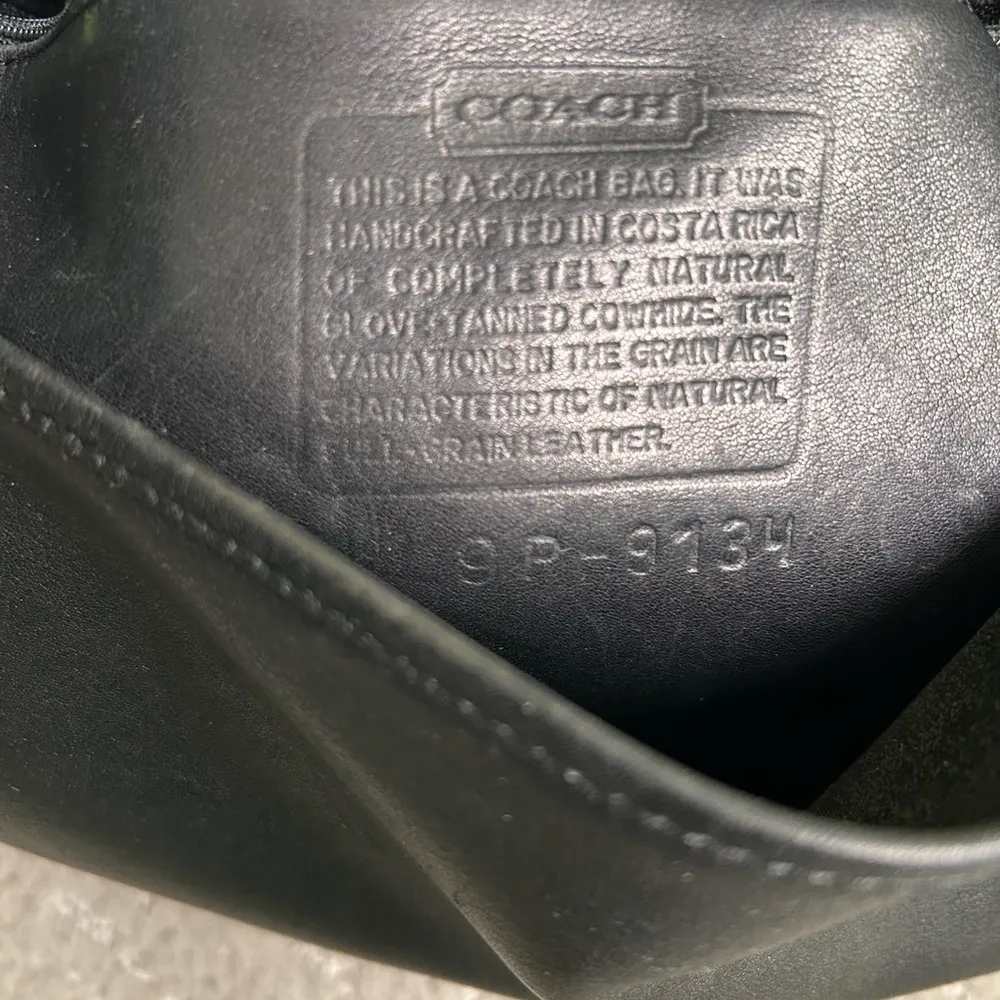 COACH
THIS IS A COACH BAG. IT WAS
HANDCRAFTED IN COSTA RICA
OF COMPLETELY NATURAL
GLOVE-TANNED COWHIDE. THE
VARIATIONS IN THE GRAIN ARE
CHARACTERISTIC OF NATURAL
FULL-GRAIN LEATHER.
9P-9134